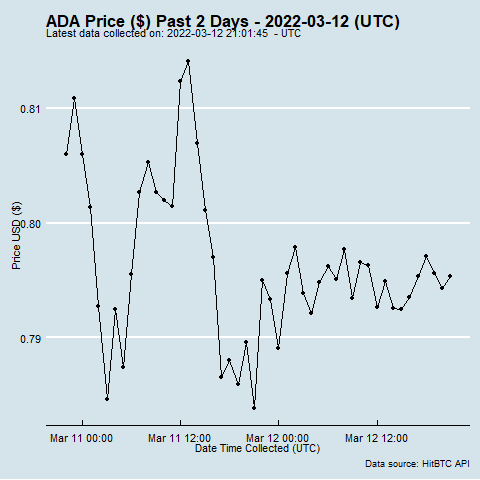 ADA Price ($) Past 2 Days - 2022-03-12 (UTC)
Latest data collected on: 2022-03-12 21:01:45 - UTC
0.81
0.80
0.79
Price USD ($)
Mar 11 00:00 Mar 11 12:00 Mar 12 00:00 Mar 12 12:00
Date Time Collected (UTC)
Data source: HitBTC API